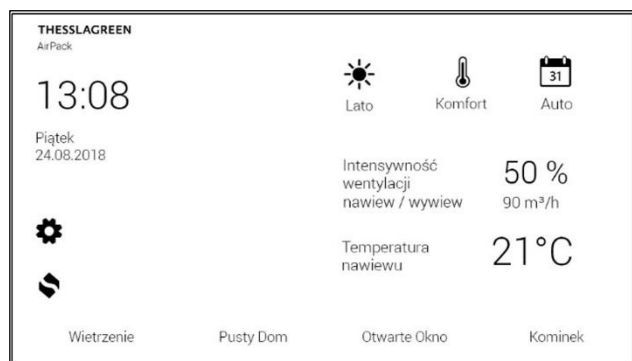 THESSLAGREEN
AirPack
13:08
Piątek
24.08.2018
31
Lato
Komfort
Auto
Intensywność
wentylacji
nawiew / wywiew
50 %
90 m³/h
Temperatura
nawiewu
21°C
Wietrzenie
Pusty Dom
Otwarte Okno
Kominek